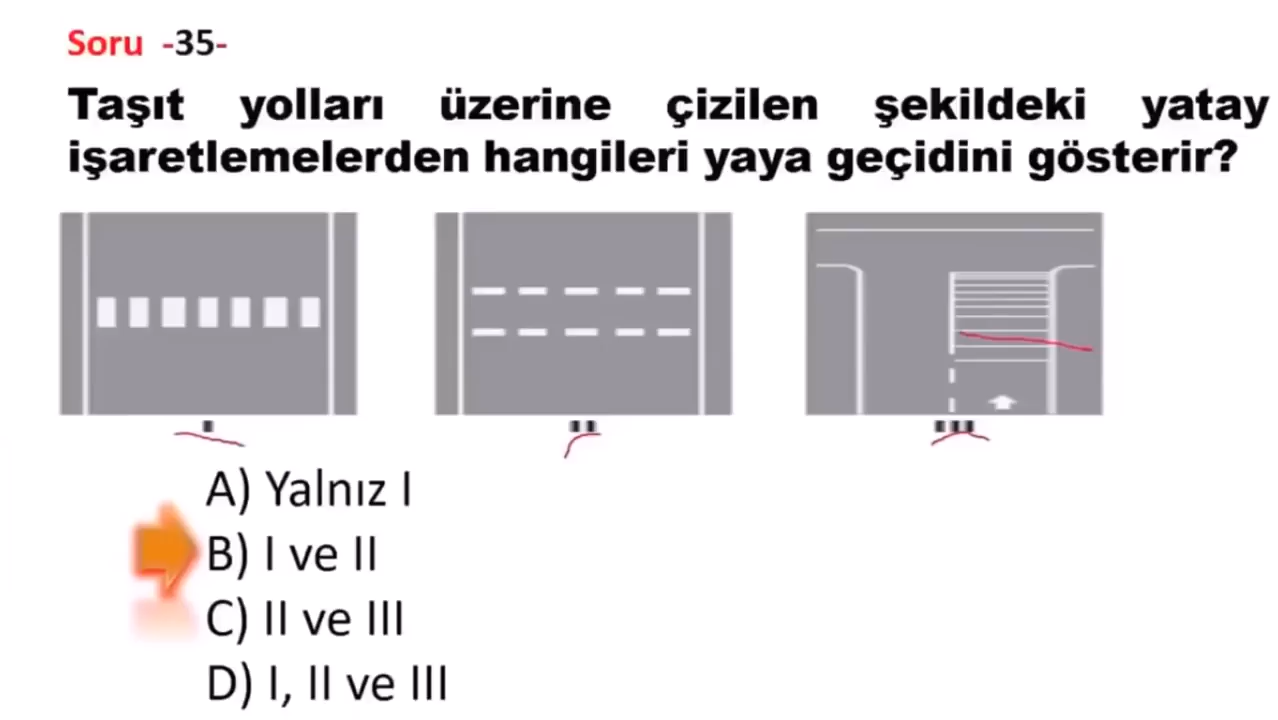 Soru -35-
Taşıt yolları üzerine çizilen şekildeki yatay
işaretlemelerden hangileri yaya geçidini gösterir?
I II III
A) Yalnız I
B) I ve II
C) II ve III
D) I, II ve III